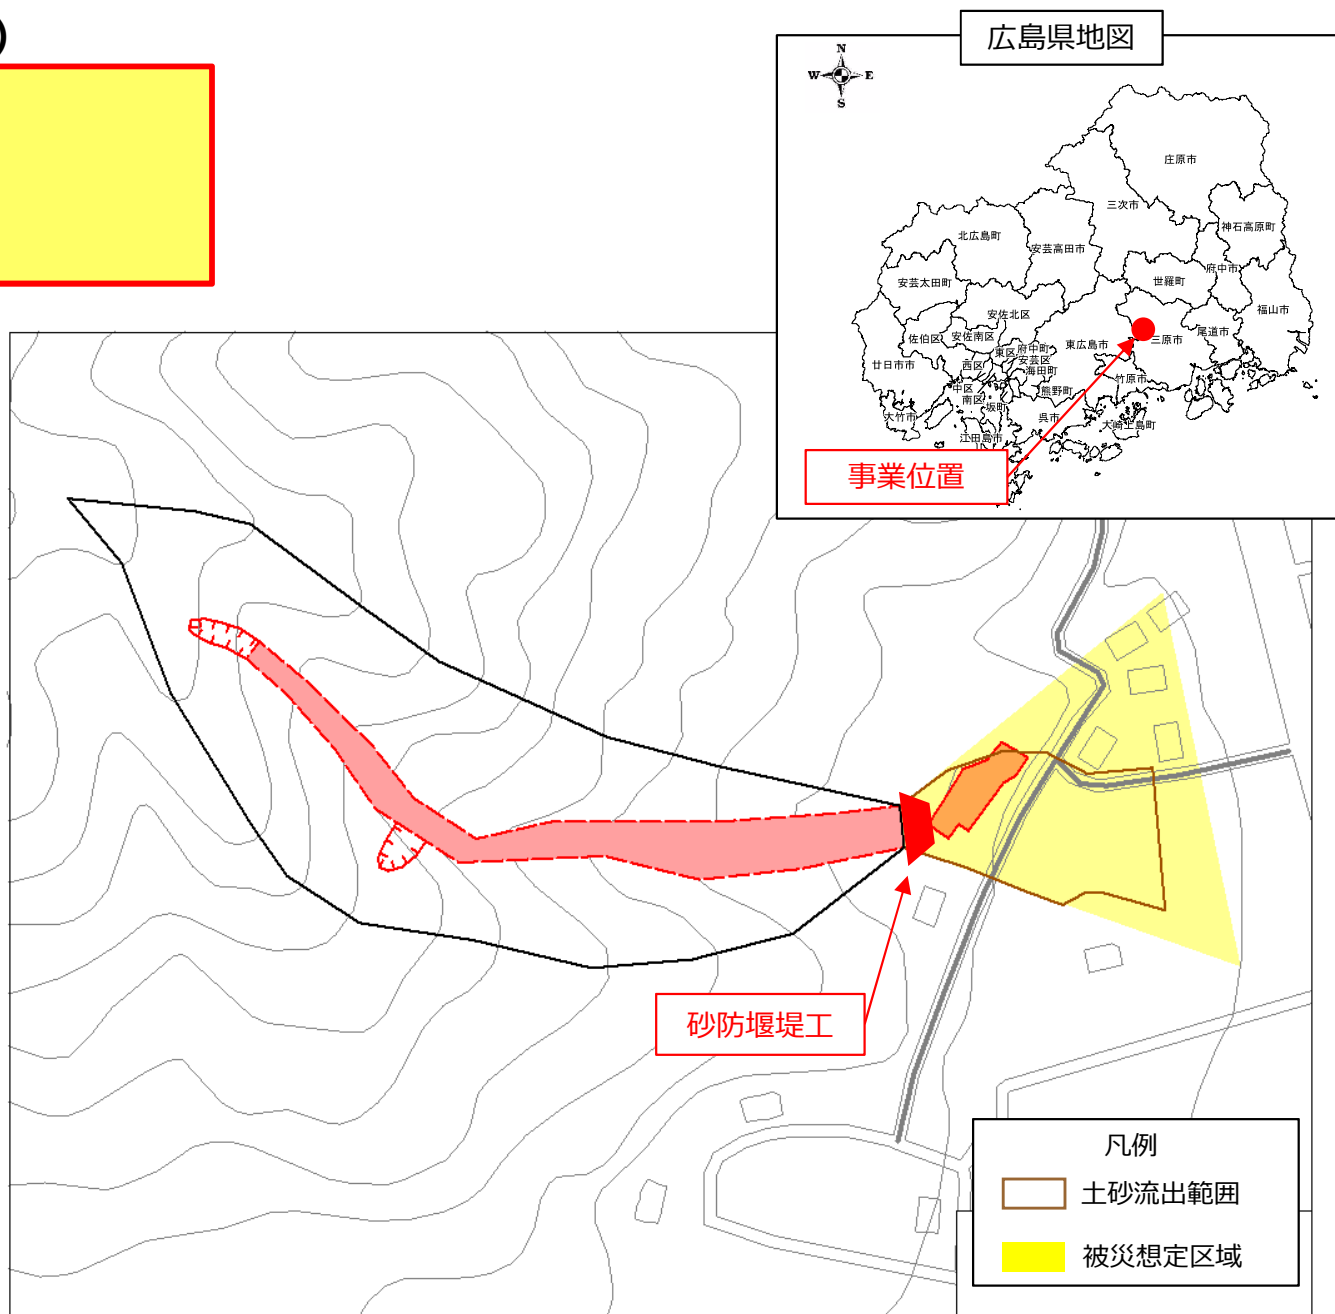 )
広島県地図
N
W E
S
庄原市
三次市
神石高原町
北広島町
安芸高田市
府中市
世羅町
安芸太田町
福山市
安佐北区
佐伯区
安佐南区
尾道市
東広島市
三原市
東区
府中町
西区
安芸区
廿日市市
海田町
竹原市
中区
熊野町
南区
坂町
大竹市
呉市
大崎上島町
江田島市
事業位置
砂防堰堤工
凡例
土砂流出範囲
被災想定区域